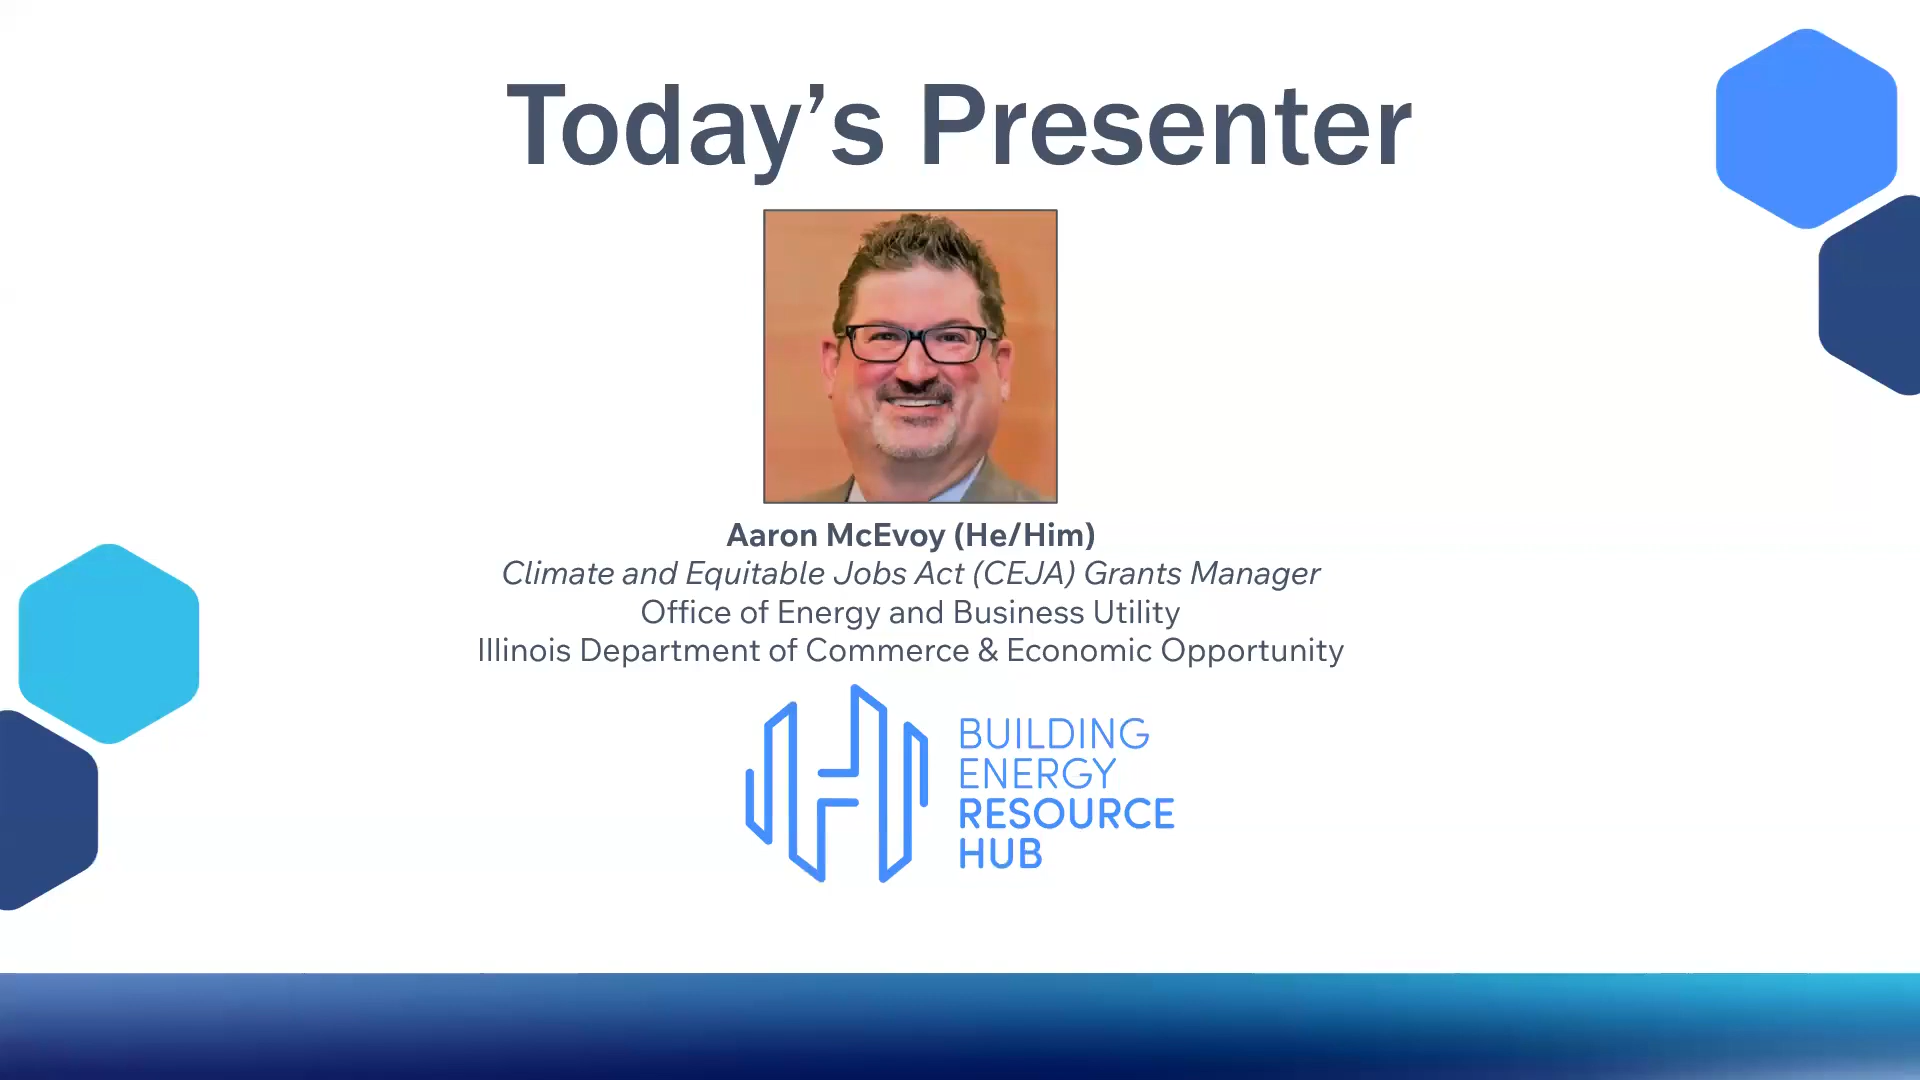 Today’s Presenter
Aaron McEvoy (He/Him)
Climate and Equitable Jobs Act (CEJA) Grants Manager
Office of Energy and Business Utility
Illinois Department of Commerce & Economic Opportunity
BUILDING
ENERGY
RESOURCE
HUB